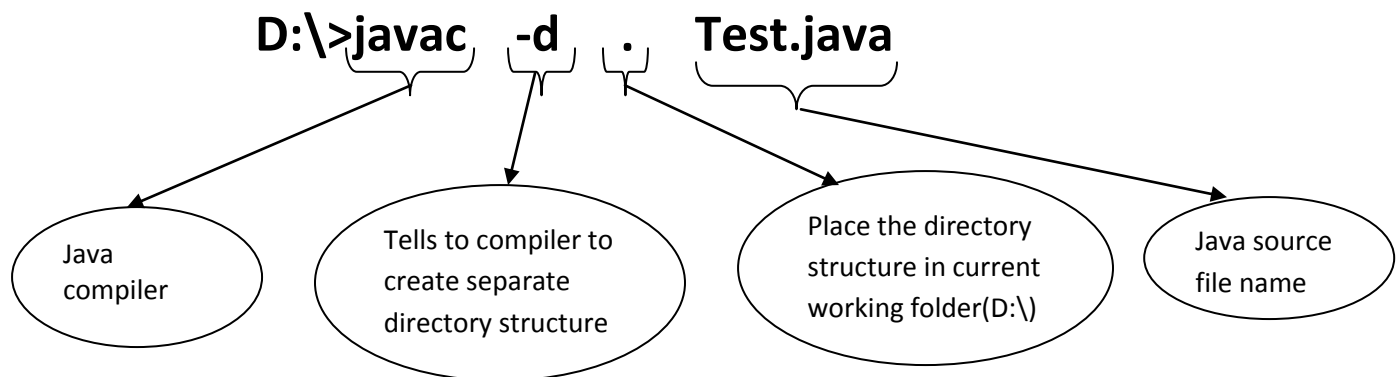 D:\>javac -d . Test.java
Java
compiler
Tells to compiler to
create separate
directory structure
Place the directory
structure in current
working folder(D:\)
Java source
file name